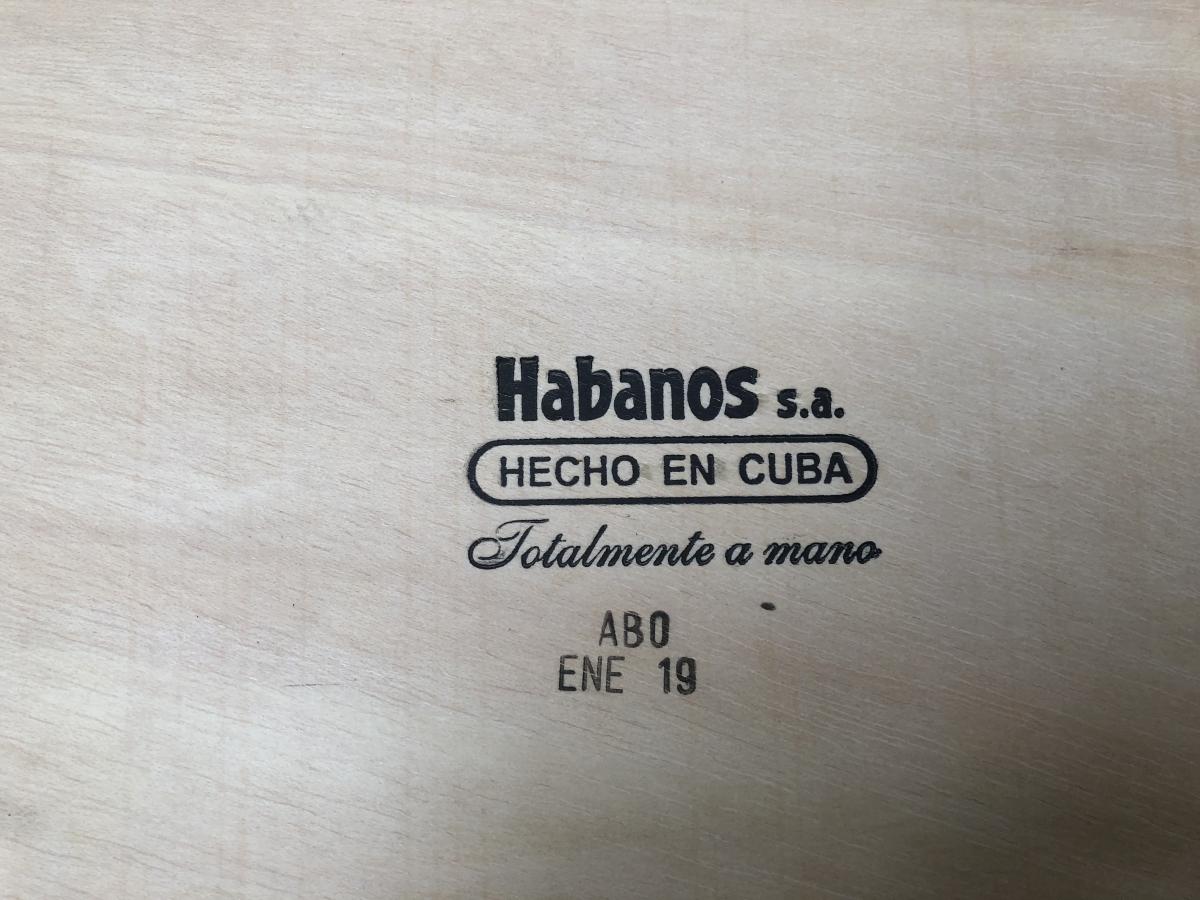 Habanos s.a.
HECHO EN CUBA
Totalmente a mano
ABO
ENE 19